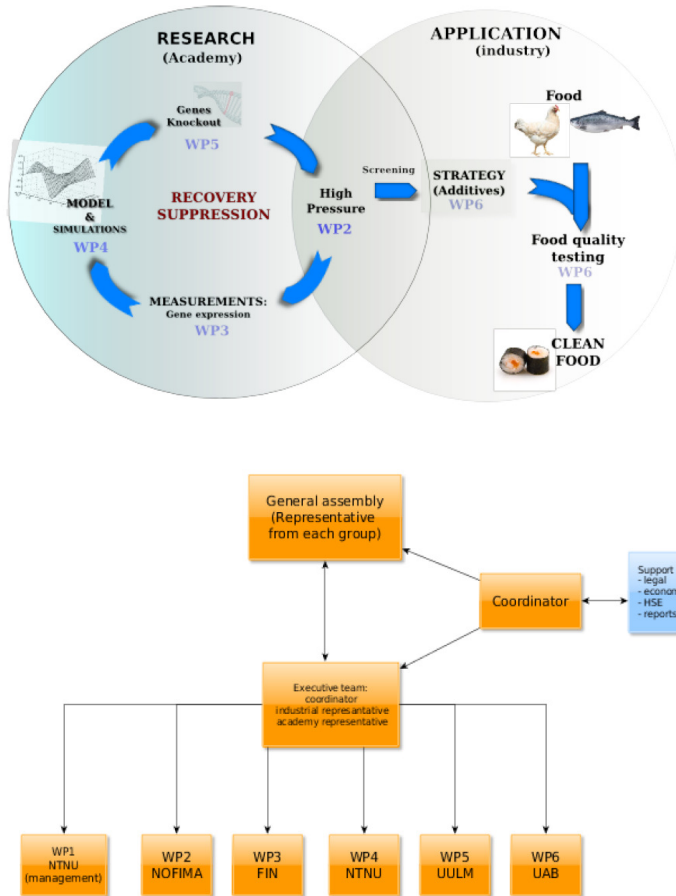 RESEARCH
(Academy)
APPLICATION
(industry)
Genes
Knockout
WP5
Food
MODEL
&
SIMULATIONS
WP4
RECOVERY
SUPPRESSION
High
Pressure
WP2
Screening
STRATEGY
(Additives)
WP6
Food quality
testing
WP6
MEASUREMENTS:
Gene expression
WP3
CLEAN
FOOD
General assembly
(Representative
from each group)
Coordinator
Support
- legal
- econom
- HSE
- reports
Executive team:
coordinator
industrial represantative
academy representative
WP1
NTNU
(management)
WP2
NOFIMA
WP3
FIN
WP4
NTNU
WP5
UULM
WP6
UAB